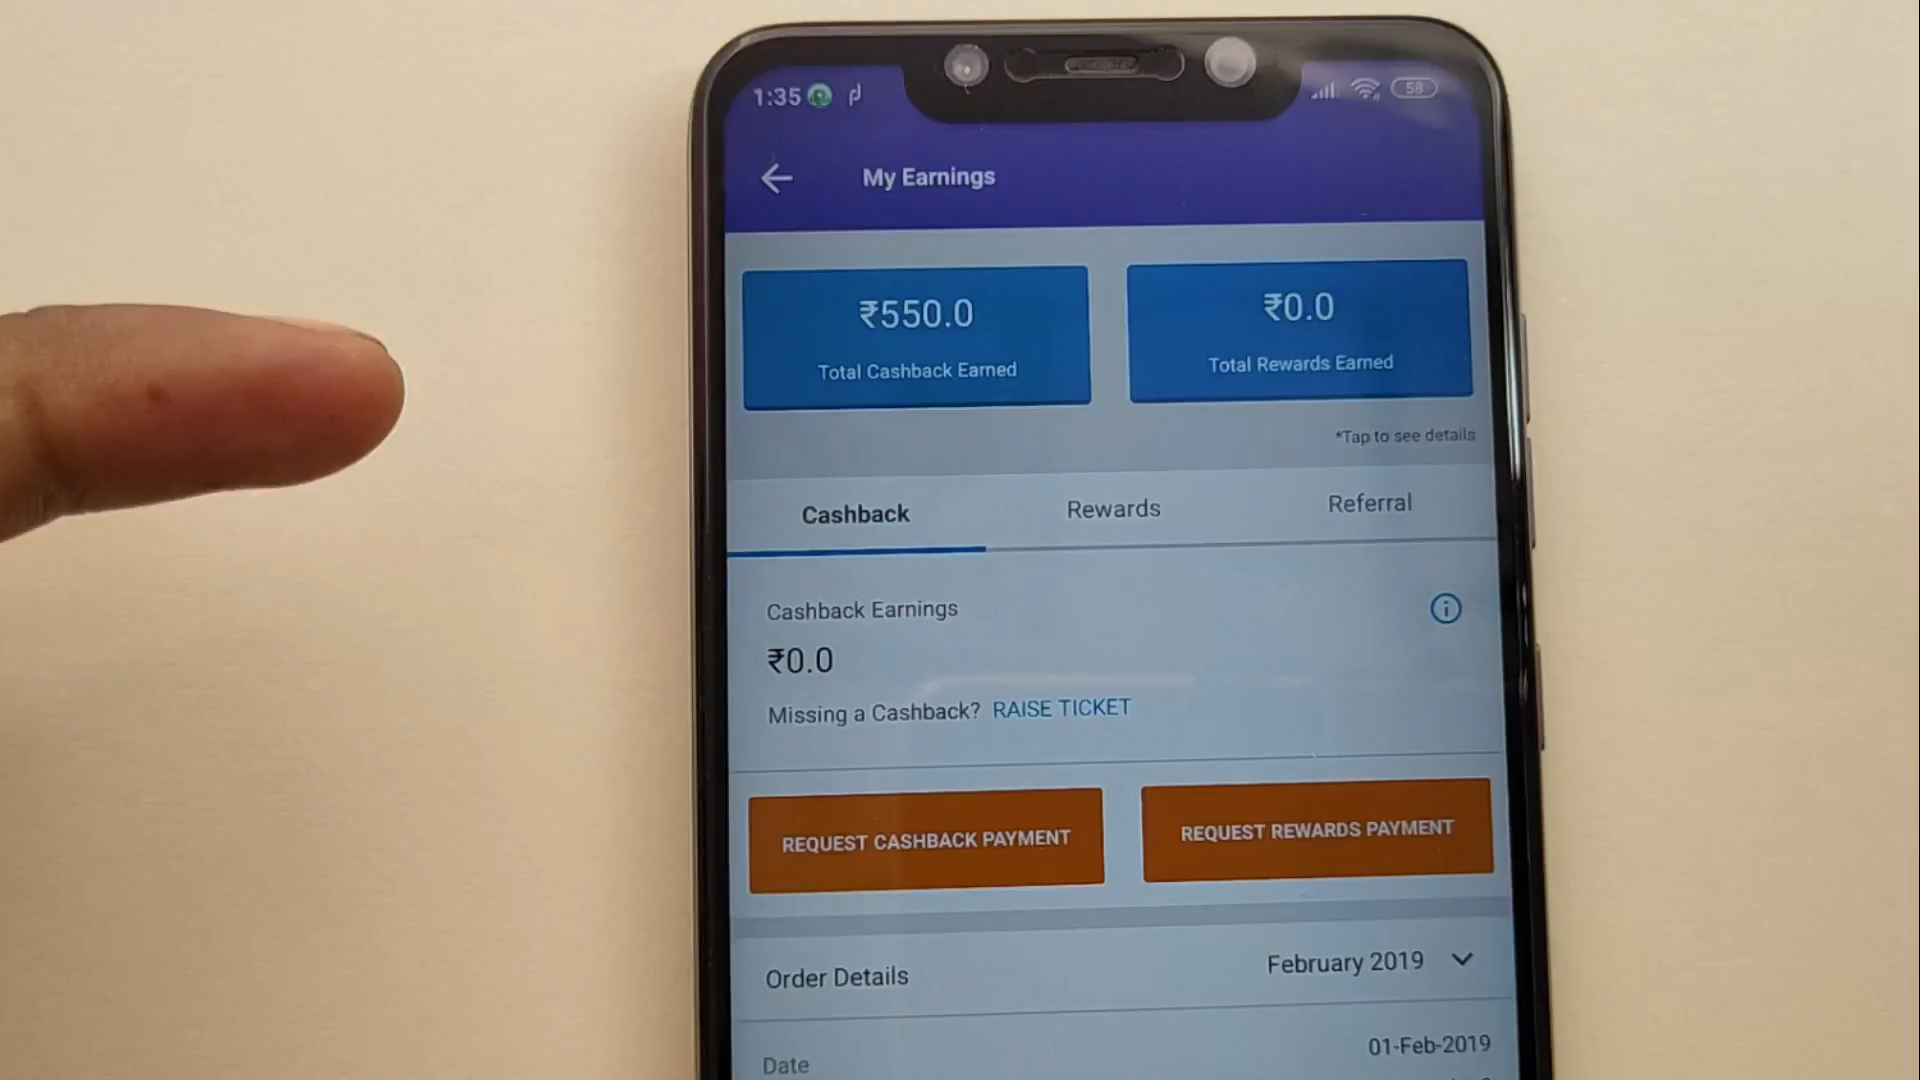 1:35
58
My Earnings
₹550.0
Total Cashback Earned
₹0.0
Total Rewards Earned
*Tap to see details
Cashback
Rewards
Referral
Cashback Earnings
₹0.0
Missing a Cashback? RAISE TICKET
REQUEST CASHBACK PAYMENT
REQUEST REWARDS PAYMENT
Order Details
February 2019
Date
01-Feb-2019